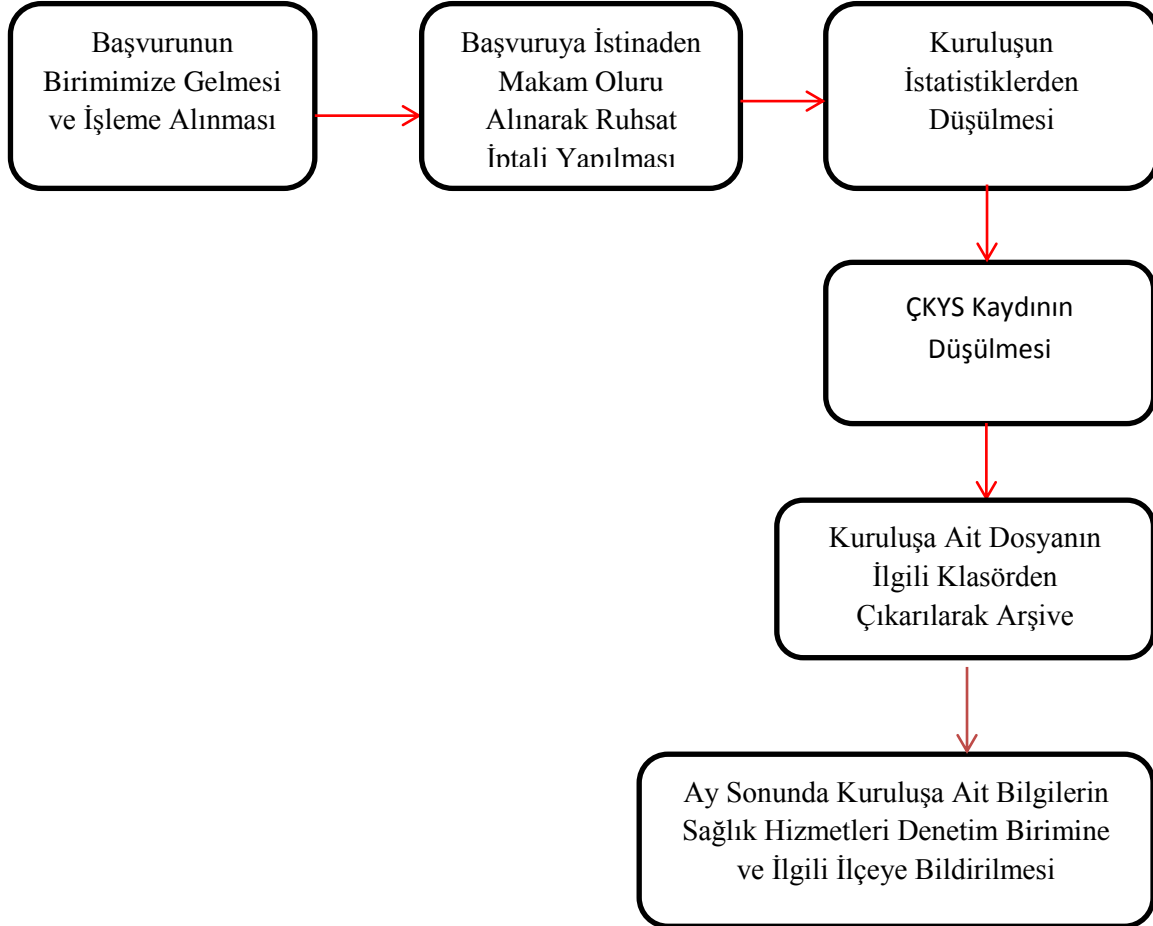 Başvurunun
Birimimize Gelmesi
ve İşleme Alınması
Başvuruya İstinaden
Makam Oluru
Alınarak Ruhsat
İptali Yapılması
Kuruluşun
İstatistiklerden
Düşülmesi
ÇKYS Kaydının
Düşülmesi
Kuruluşa Ait Dosyanın
İlgili Klasörden
Çıkarılarak Arşive
Ay Sonunda Kuruluşa Ait Bilgilerin
Sağlık Hizmetleri Denetim Birimine
ve İlgili İlçeye Bildirilmesi